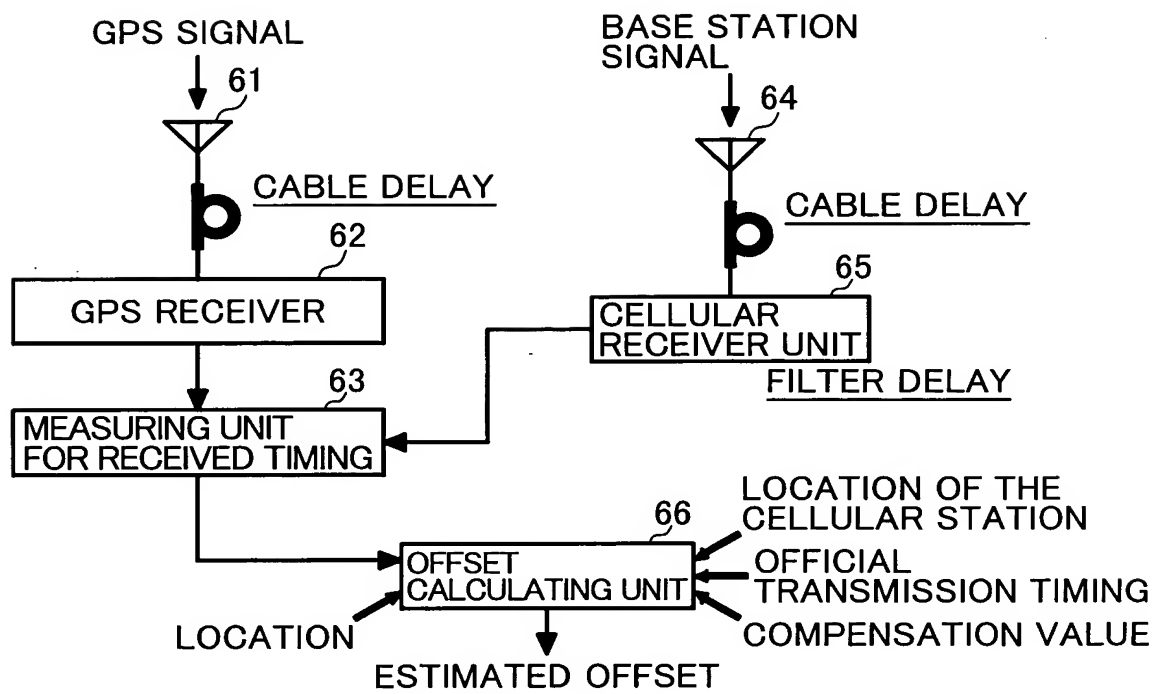 GPS SIGNAL
61
CABLE DELAY
62
GPS RECEIVER
63
MEASURING UNIT
FOR RECEIVED TIMING
BASE STATION
SIGNAL
64
CABLE DELAY
65
CELLULAR
RECEIVER UNIT
FILTER DELAY
66
OFFSET
CALCULATING UNIT
LOCATION OF THE
CELLULAR STATION
OFFICIAL
TRANSMISSION TIMING
COMPENSATION VALUE
LOCATION
ESTIMATED OFFSET